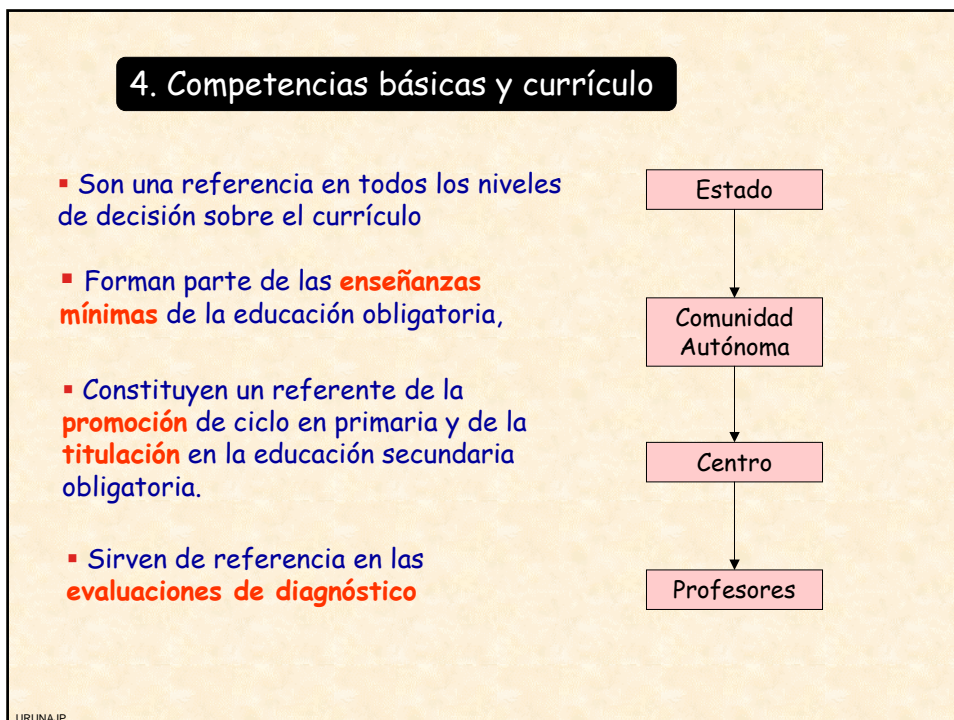 4. Competencias básicas y currículo
▪ Son una referencia en todos los niveles
de decisión sobre el currículo
▪ Forman parte de las enseñanzas
mínimas de la educación obligatoria,
▪ Constituyen un referente de la
promoción de ciclo en primaria y de la
titulación en la educación secundaria
obligatoria.
▪ Sirven de referencia en las
evaluaciones de diagnóstico
Estado
Comunidad
Autónoma
Centro
Profesores